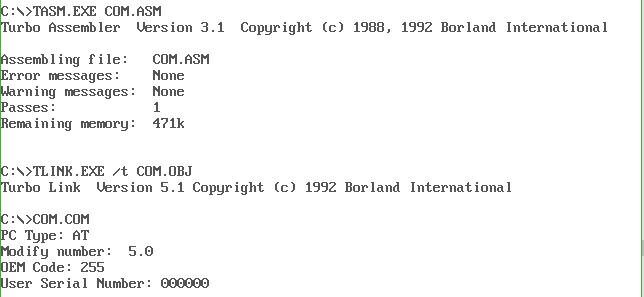 C:\>TASM.EXE COM.ASM
Turbo Assembler  Version 3.1  Copyright (c) 1988, 1992 Borland International
Assembling file:   COM.ASM
Error messages:    None
Warning messages:  None
Passes:            1
Remaining memory:  471k
C:\>TLINK.EXE /t COM.OBJ
Turbo Link  Version 5.1 Copyright (c) 1992 Borland International
C:\>COM.COM
PC Type: AT
Modify number:  5.0
OEM Code: 255
User Serial Number: 000000